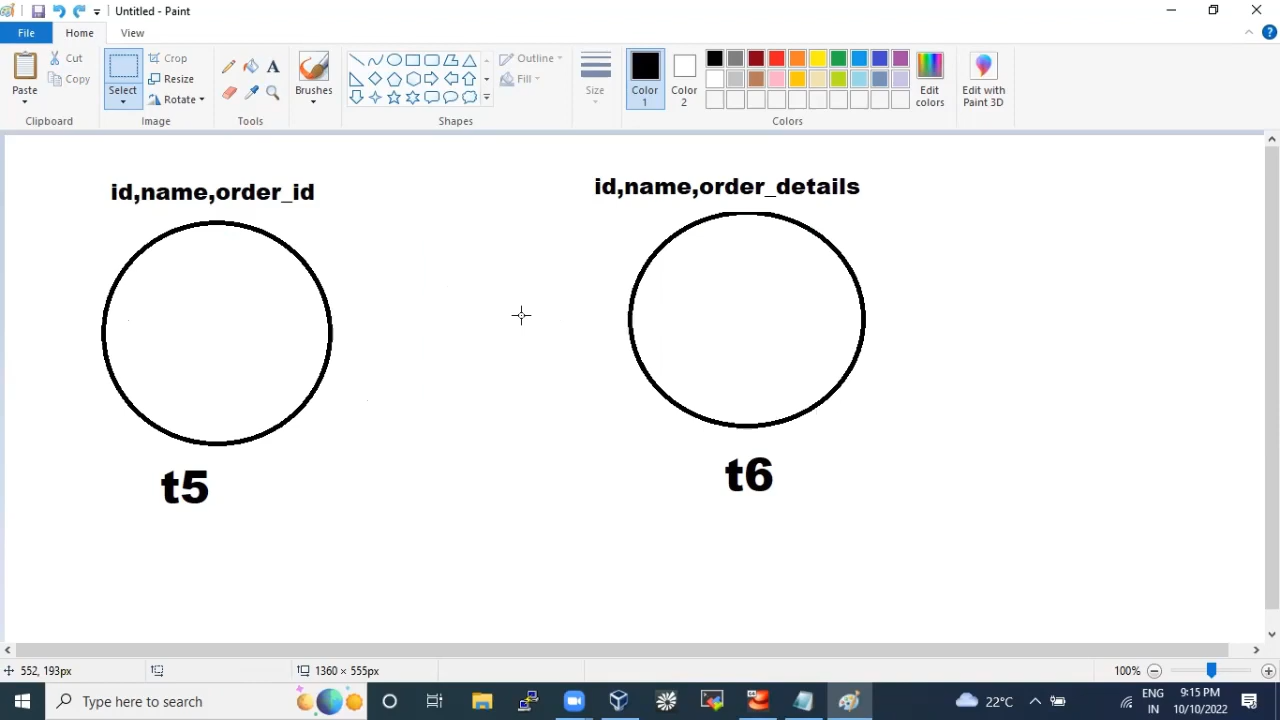 Untitled - Paint
File Home View
Paste Cut Copy
Clipboard
Select Crop Resize Rotate
Image
Tools
Brushes
Outline Fill
Shapes
Size
Color 1 Color 2
Edit colors
Colors
Edit with Paint 3D
id,name,order_id
id,name,order_details
t5
t6
552, 193px
1360 × 555px
100%
Type here to search
22°C
ENG IN
9:15 PM
10/10/2022